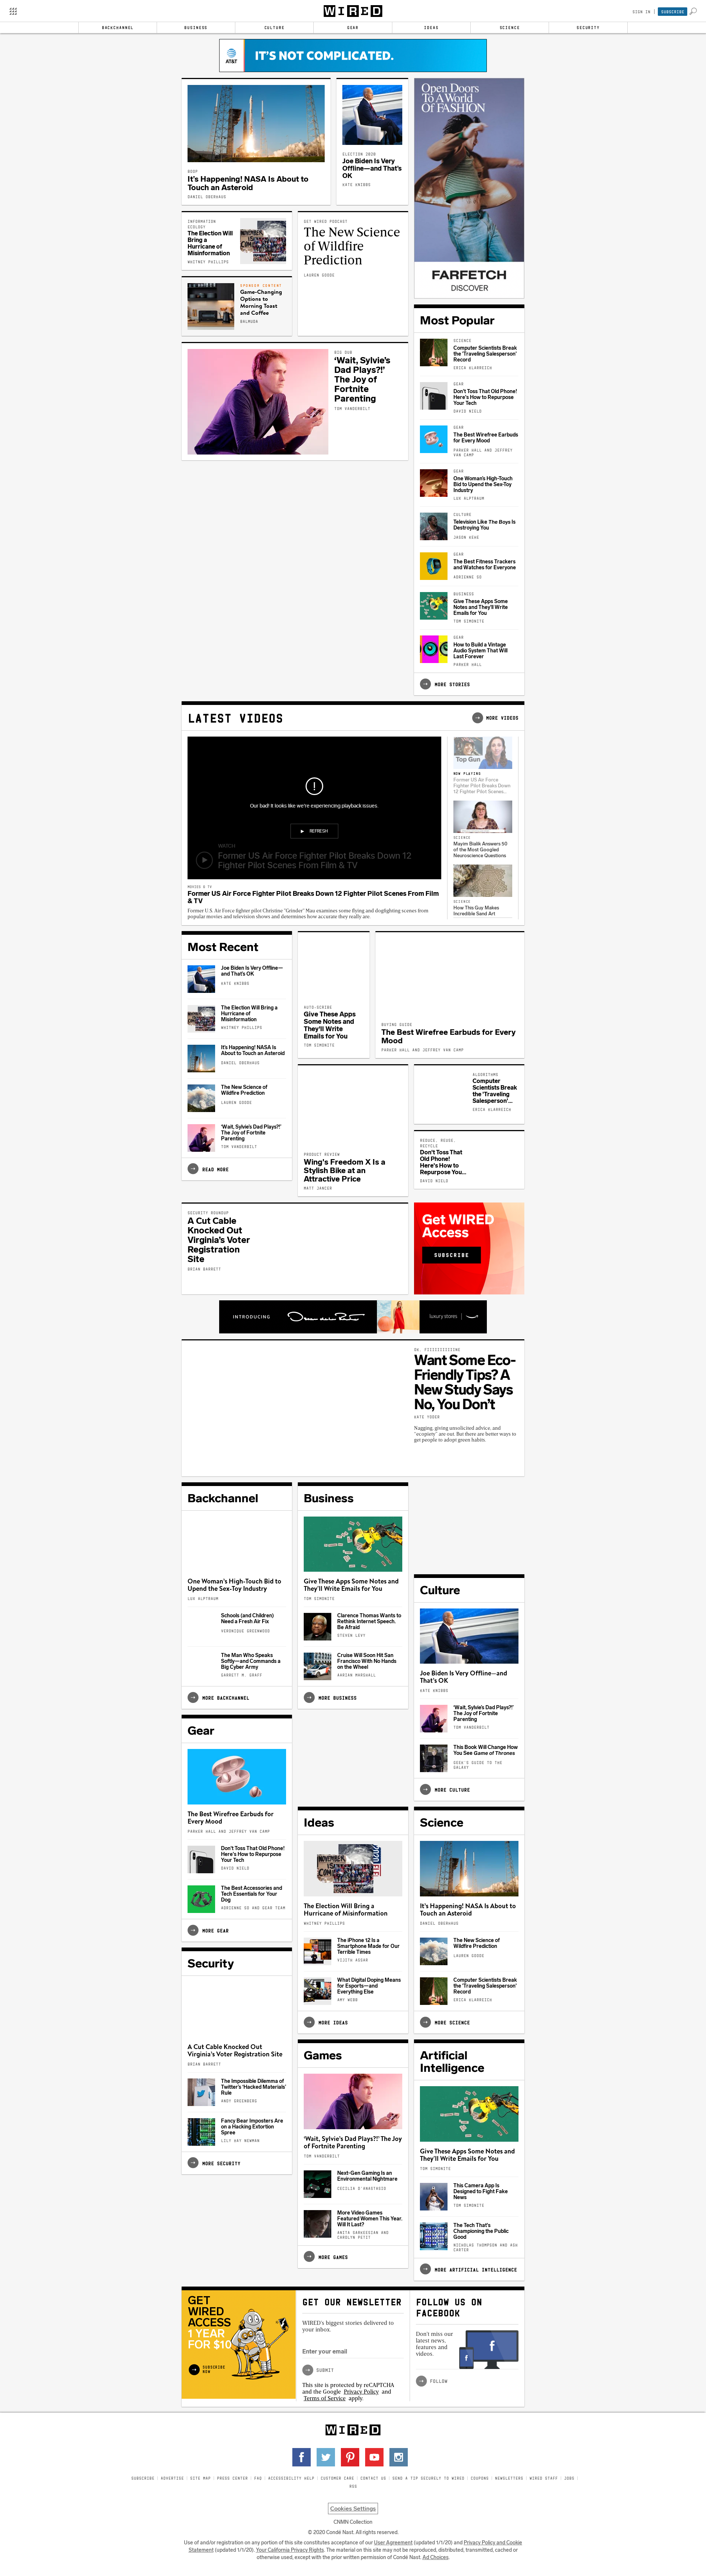 WIRED
SIGN IN | SUBSCRIBE
BACKCHANNEL BUSINESS CULTURE GEAR IDEAS SCIENCE SECURITY
AT&T
IT'S NOT COMPLICATED.
It's Happening! NASA Is About to
Touch an Asteroid
DANIEL OBERHAUS
ELECTION 2020
Joe Biden Is Very
Offline—and That's
OK
KATE KNIBBS
Open Doors
To A World
Of FASHION
FARFETCH
DISCOVER
INFORMATION
ECOLOGY
The Election Will
Bring a
Hurricane of
Misinformation
WHITNEY PHILLIPS
GET WIRED PODCAST
The New Science
of Wildfire
Prediction
LAUREN GOODE
SPONSOR CONTENT
Game-Changing
Options to
Morning Toast
and Coffee
BALMUDA
DIG DUG
'Wait, Sylvie's
Dad Plays?!'
The Joy of
Fortnite
Parenting
TOM VANDERBILT
Most Popular
SCIENCE
Computer Scientists Break
the 'Traveling Salesperson'
Record
ERICA KLARREICH
GEAR
Don't Toss That Old Phone!
Here's How to Repurpose
Your Tech
DAVID NIELD
GEAR
The Best Wirefree Earbuds
for Every Mood
PARKER HALL AND JEFFREY
VAN CAMP
GEAR
One Woman's High-Touch
Bid to Upend the Sex-Toy
Industry
LUX ALPTRAUM
CULTURE
Television Like The Boys Is
Destroying You
JASON KEHE
GEAR
The Best Fitness Trackers
and Watches for Everyone
ADRIENNE SO
BUSINESS
Give These Apps Some
Notes and They'll Write
Emails for You
TOM SIMONITE
GEAR
How to Build a Vintage
Audio System That Will
Last Forever
PARKER HALL
MORE STORIES
LATEST VIDEOS
MORE VIDEOS
Our bad! It looks like we're experiencing playback issues.
REFRESH
WATCH
Former US Air Force Fighter Pilot Breaks Down 12
Fighter Pilot Scenes From Film & TV
MOVIES & TV
Former US Air Force Fighter Pilot Breaks Down 12 Fighter Pilot Scenes From Film
& TV
Former U.S. Air Force fighter pilot Christine "Grinder" Mau examines some flying and dogfighting scenes from
popular movies and television shows and determines how accurate they really are.
Top Gun
NOW PLAYING
Former US Air Force
Fighter Pilot Breaks Down
12 Fighter Pilot Scenes...
SCIENCE
Mayim Bialik Answers 50
of the Most Googled
Neuroscience Questions
SCIENCE
How This Guy Makes
Incredible Sand Art
Most Recent
Joe Biden Is Very Offline—
and That's OK
KATE KNIBBS
The Election Will Bring a
Hurricane of
Misinformation
WHITNEY PHILLIPS
It's Happening! NASA Is
About to Touch an Asteroid
DANIEL OBERHAUS
The New Science of
Wildfire Prediction
LAUREN GOODE
'Wait, Sylvie's Dad Plays?!'
The Joy of Fortnite
Parenting
TOM VANDERBILT
READ MORE
AUTO-SCRIBE
Give These Apps
Some Notes and
They'll Write
Emails for You
TOM SIMONITE
BUYING GUIDE
The Best Wirefree Earbuds for Every
Mood
PARKER HALL AND JEFFREY VAN CAMP
PRODUCT REVIEW
Wing's Freedom X Is a
Stylish Bike at an
Attractive Price
MATT JANCER
ALGORITHMS
Computer
Scientists Break
the 'Traveling
Salesperson'...
ERICA KLARREICH
REDUCE, REUSE,
RECYCLE
Don't Toss That
Old Phone!
Here's How to
Repurpose You...
DAVID NIELD
SECURITY ROUNDUP
A Cut Cable
Knocked Out
Virginia's Voter
Registration
Site
BRIAN BARRETT
Get WIRED
Access
SUBSCRIBE
INTRODUCING
Oscar de la Renta
luxury stores
Want Some Eco-
Friendly Tips? A
New Study Says
No, You Don't
KATE YODER
Nagging, giving unsolicited advice, and
"ecopiety" are out. But there are better ways to
get people to adopt green habits.
Backchannel
One Woman's High-Touch Bid to
Upend the Sex-Toy Industry
LUX ALPTRAUM
Schools (and Children)
Need a Fresh Air Fix
VERONIQUE GREENWOOD
The Man Who Speaks
Softly—and Commands a
Big Cyber Army
GARRETT M. GRAFF
MORE BACKCHANNEL
Business
Give These Apps Some Notes and
They'll Write Emails for You
TOM SIMONITE
Clarence Thomas Wants to
Rethink Internet Speech.
Be Afraid
STEVEN LEVY
Cruise Will Soon Hit San
Francisco With No Hands
on the Wheel
AARIAN MARSHALL
MORE BUSINESS
Culture
Joe Biden Is Very Offline—and
That's OK
KATE KNIBBS
'Wait, Sylvie's Dad Plays?!'
The Joy of Fortnite
Parenting
TOM VANDERBILT
This Book Will Change How
You See Game of Thrones
GEEK'S GUIDE TO THE
GALAXY
MORE CULTURE
Gear
The Best Wirefree Earbuds for
Every Mood
PARKER HALL AND JEFFREY VAN CAMP
Don't Toss That Old Phone!
Here's How to Repurpose
Your Tech
DAVID NIELD
The Best Accessories and
Tech Essentials for Your
Dog
ADRIENNE SO AND GEAR TEAM
MORE GEAR
Ideas
The Election Will Bring a
Hurricane of Misinformation
WHITNEY PHILLIPS
The iPhone 12 Is a
Smartphone Made for Our
Terrible Times
VIJITH ASSAR
What Digital Doping Means
for Esports—and
Everything Else
AMY WEBB
MORE IDEAS
Science
It's Happening! NASA Is About to
Touch an Asteroid
DANIEL OBERHAUS
The New Science of
Wildfire Prediction
LAUREN GOODE
Computer Scientists Break
the 'Traveling Salesperson'
Record
ERICA KLARREICH
MORE SCIENCE
Security
A Cut Cable Knocked Out
Virginia's Voter Registration Site
BRIAN BARRETT
The Impossible Dilemma of
Twitter's 'Hacked Materials'
Rule
ANDY GREENBERG
Fancy Bear Imposters Are
on a Hacking Extortion
Spree
LILY HAY NEWMAN
MORE SECURITY
Games
'Wait, Sylvie's Dad Plays?!' The Joy
of Fortnite Parenting
TOM VANDERBILT
Next-Gen Gaming Is an
Environmental Nightmare
CECILIA D'ANASTASIO
More Video Games
Featured Women This Year.
Will It Last?
ANITA SARKEESIAN AND
CAROLYN PETIT
MORE GAMES
Artificial
Intelligence
Give These Apps Some Notes and
They'll Write Emails for You
TOM SIMONITE
This Camera App Is
Designed to Fight Fake
News
TOM SIMONITE
The Tech That's
Championing the Public
Good
NICHOLAS THOMPSON AND ASH
CARTER
MORE ARTIFICIAL INTELLIGENCE
GET
WIRED
ACCESS
1 YEAR
FOR $10
SUBSCRIBE
NOW
GET OUR NEWSLETTER
WIRED's biggest stories delivered to
your inbox.
Enter your email
SUBMIT
This site is protected by reCAPTCHA
and the Google Privacy Policy and
Terms of Service apply.
FOLLOW US ON
FACEBOOK
Don't miss our
latest news,
features and
videos.
FOLLOW
WIRED
SUBSCRIBE | ADVERTISE | SITE MAP | PRESS CENTER | FAQ | ACCESSIBILITY HELP | CUSTOMER CARE | CONTACT US | SEND A TIP SECURELY TO WIRED | COUPONS | NEWSLETTERS | WIRED STAFF | JOBS |
RSS
Cookies Settings
CNMN Collection
© 2020 Condé Nast. All rights reserved.
Use of and/or registration on any portion of this site constitutes acceptance of our User Agreement (updated 1/1/20) and Privacy Policy and Cookie
Statement (updated 1/1/20). Your California Privacy Rights. The material on this site may not be reproduced, distributed, transmitted, cached or
otherwise used, except with the prior written permission of Condé Nast. Ad Choices.